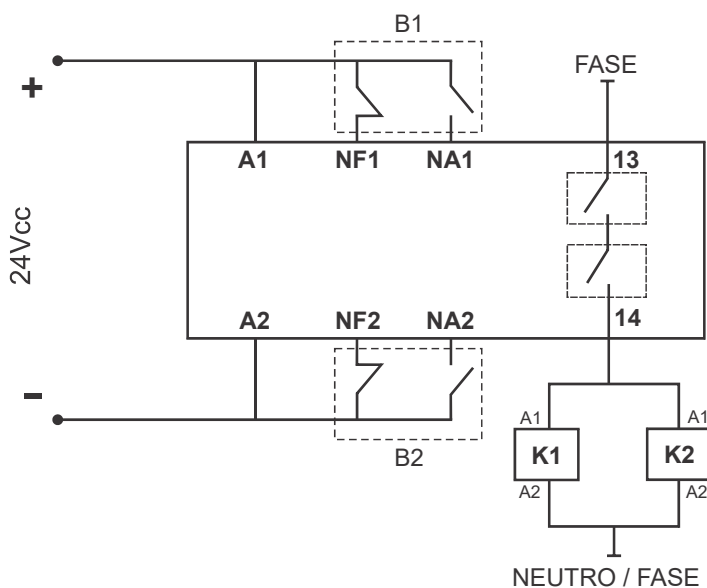 B1
FASE
+
A1 NF1 NA1 13
24Vcc
A2 NF2 NA2 14
-
B2
A1 A1
K1 K2
A2 A2
NEUTRO / FASE